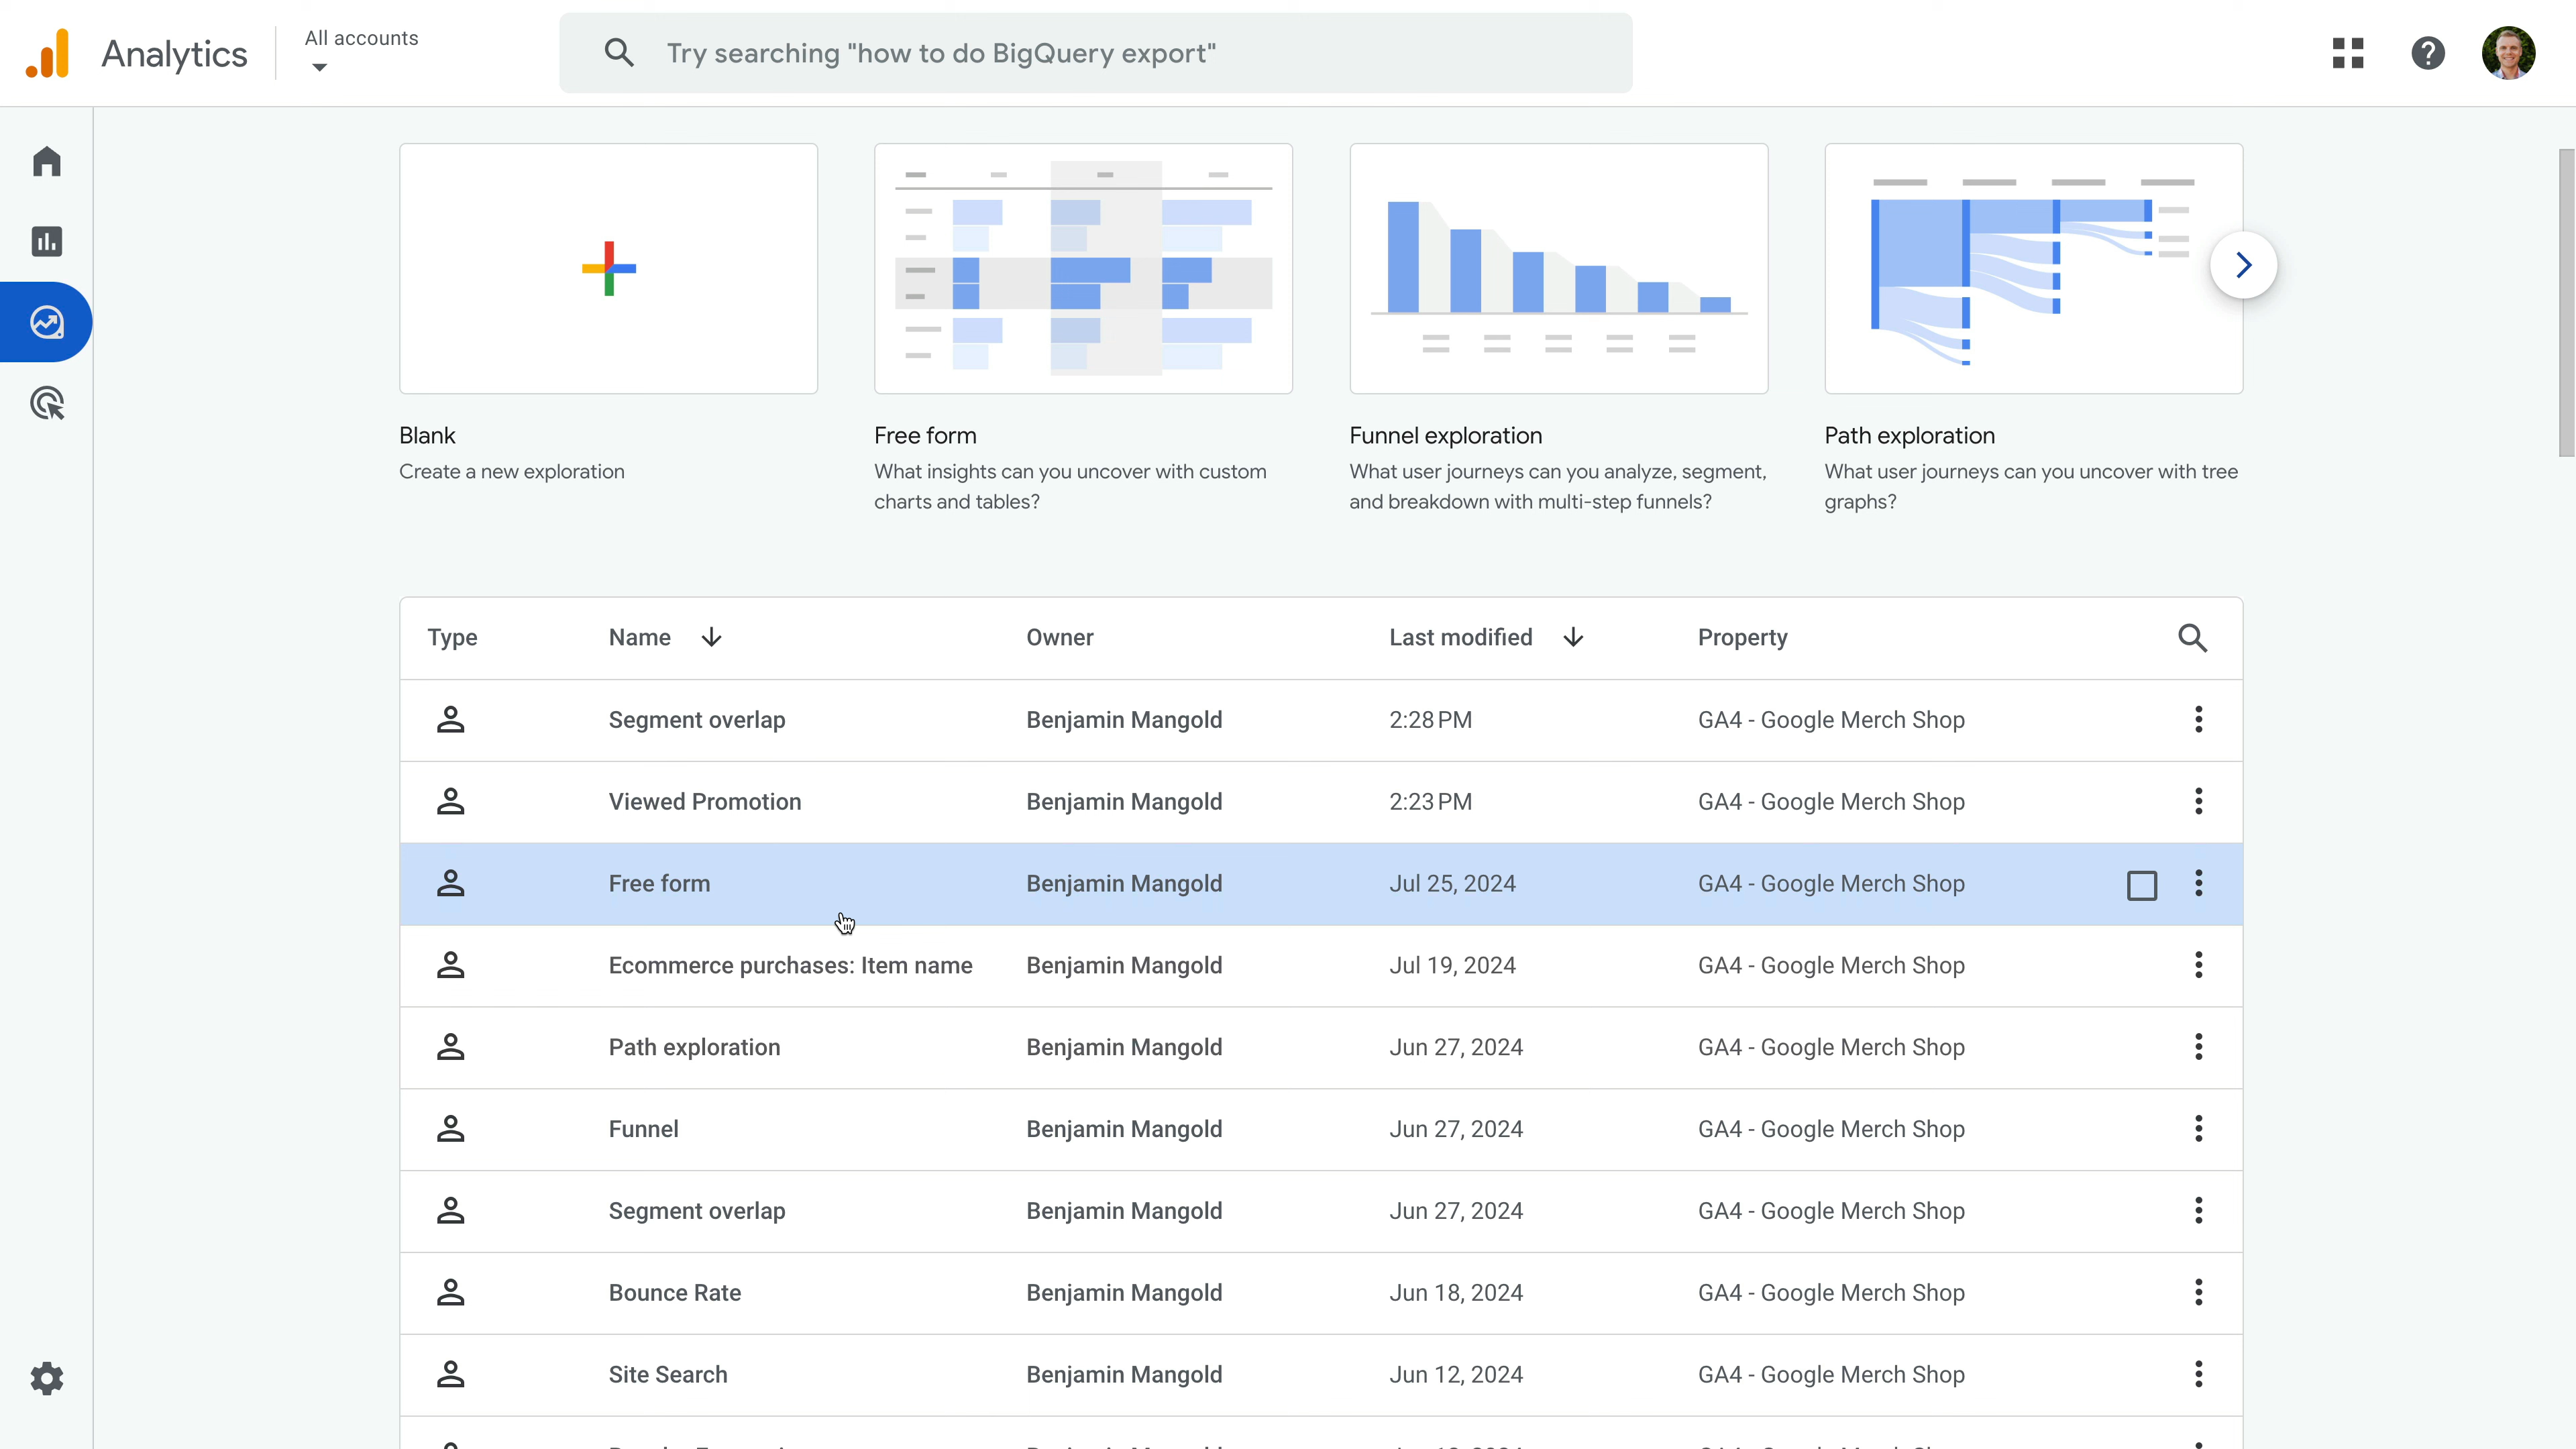 Analytics
All accounts
Try searching "how to do BigQuery export"
Blank
Create a new exploration
Free form
What insights can you uncover with custom
charts and tables?
Funnel exploration
What user journeys can you analyze, segment,
and breakdown with multi-step funnels?
Path exploration
What user journeys can you uncover with tree
graphs?
Type Name Owner Last modified Property
Segment overlap Benjamin Mangold 2:28 PM GA4 - Google Merch Shop
Viewed Promotion Benjamin Mangold 2:23 PM GA4 - Google Merch Shop
Free form Benjamin Mangold Jul 25, 2024 GA4 - Google Merch Shop
Ecommerce purchases: Item name Benjamin Mangold Jul 19, 2024 GA4 - Google Merch Shop
Path exploration Benjamin Mangold Jun 27, 2024 GA4 - Google Merch Shop
Funnel Benjamin Mangold Jun 27, 2024 GA4 - Google Merch Shop
Segment overlap Benjamin Mangold Jun 27, 2024 GA4 - Google Merch Shop
Bounce Rate Benjamin Mangold Jun 18, 2024 GA4 - Google Merch Shop
Site Search Benjamin Mangold Jun 12, 2024 GA4 - Google Merch Shop